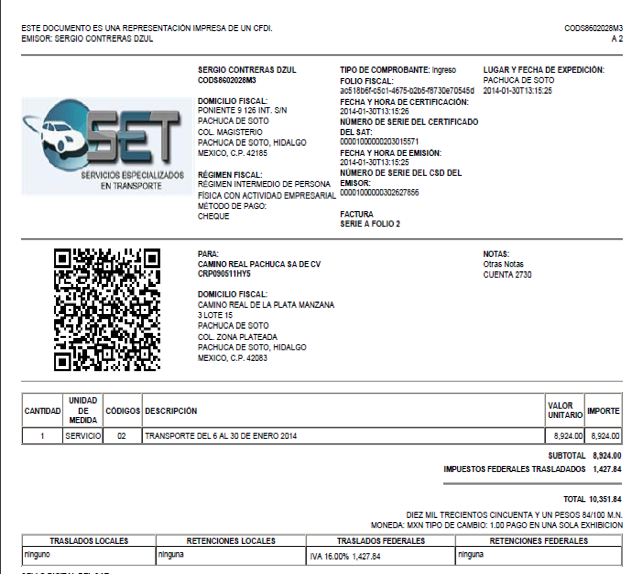 ESTE DOCUMENTO ES UNA REPRESENTACIÓN IMPRESA DE UN CFDI.
EMISOR: SERGIO CONTRERAS DZUL
CODS8602028M3
A 2
SET
SERVICIOS ESPECIALIZADOS
EN TRANSPORTE
SERGIO CONTRERAS DZUL
CODS8602028M3
DOMICILIO FISCAL:
PONIENTE 9 126 INT. S/N
PACHUCA DE SOTO
COL. MAGISTERIO
PACHUCA DE SOTO, HIDALGO
MEXICO, C.P. 42185
RÉGIMEN FISCAL:
RÉGIMEN INTERMEDIO DE PERSONA
FÍSICA CON ACTIVIDAD EMPRESARIAL
MÉTODO DE PAGO:
CHEQUE
TIPO DE COMPROBANTE: Ingreso
FOLIO FISCAL:
ac518b6f-c5c1-4675-b2b5-f8730e70545d
FECHA Y HORA DE CERTIFICACIÓN:
2014-01-30T13:15:25
NÚMERO DE SERIE DEL CERTIFICADO
DEL SAT:
00001000000203015571
FECHA Y HORA DE EMISIÓN:
2014-01-30T13:15:25
NÚMERO DE SERIE DEL CSD DEL
EMISOR:
00001000000302627856
FACTURA
SERIE A FOLIO 2
LUGAR Y FECHA DE EXPEDICIÓN:
PACHUCA DE SOTO
2014-01-30T13:15:25
PARA:
CAMINO REAL PACHUCA SA DE CV
CRP090511HY5
DOMICILIO FISCAL:
CAMINO REAL DE LA PLATA MANZANA
3 LOTE 15
PACHUCA DE SOTO
COL. ZONA PLATEADA
PACHUCA DE SOTO, HIDALGO
MEXICO, C.P. 42083
NOTAS:
Otras Notas
CUENTA 2730
CANTIDAD UNIDAD DE MEDIDA CÓDIGOS DESCRIPCIÓN VALOR UNITARIO IMPORTE
1 SERVICIO 02 TRANSPORTE DEL 6 AL 30 DE ENERO 2014 8,924.00 8,924.00
SUBTOTAL 8,924.00
IMPUESTOS FEDERALES TRASLADADOS 1,427.84
TOTAL 10,351.84
DIEZ MIL TRECIENTOS CINCUENTA Y UN PESOS 84/100 M.N.
MONEDA: MXN TIPO DE CAMBIO: 1.00 PAGO EN UNA SOLA EXHIBICION
TRASLADOS LOCALES RETENCIONES LOCALES TRASLADOS FEDERALES RETENCIONES FEDERALES
ninguno ninguna IVA 16.00% 1,427.84 ninguna